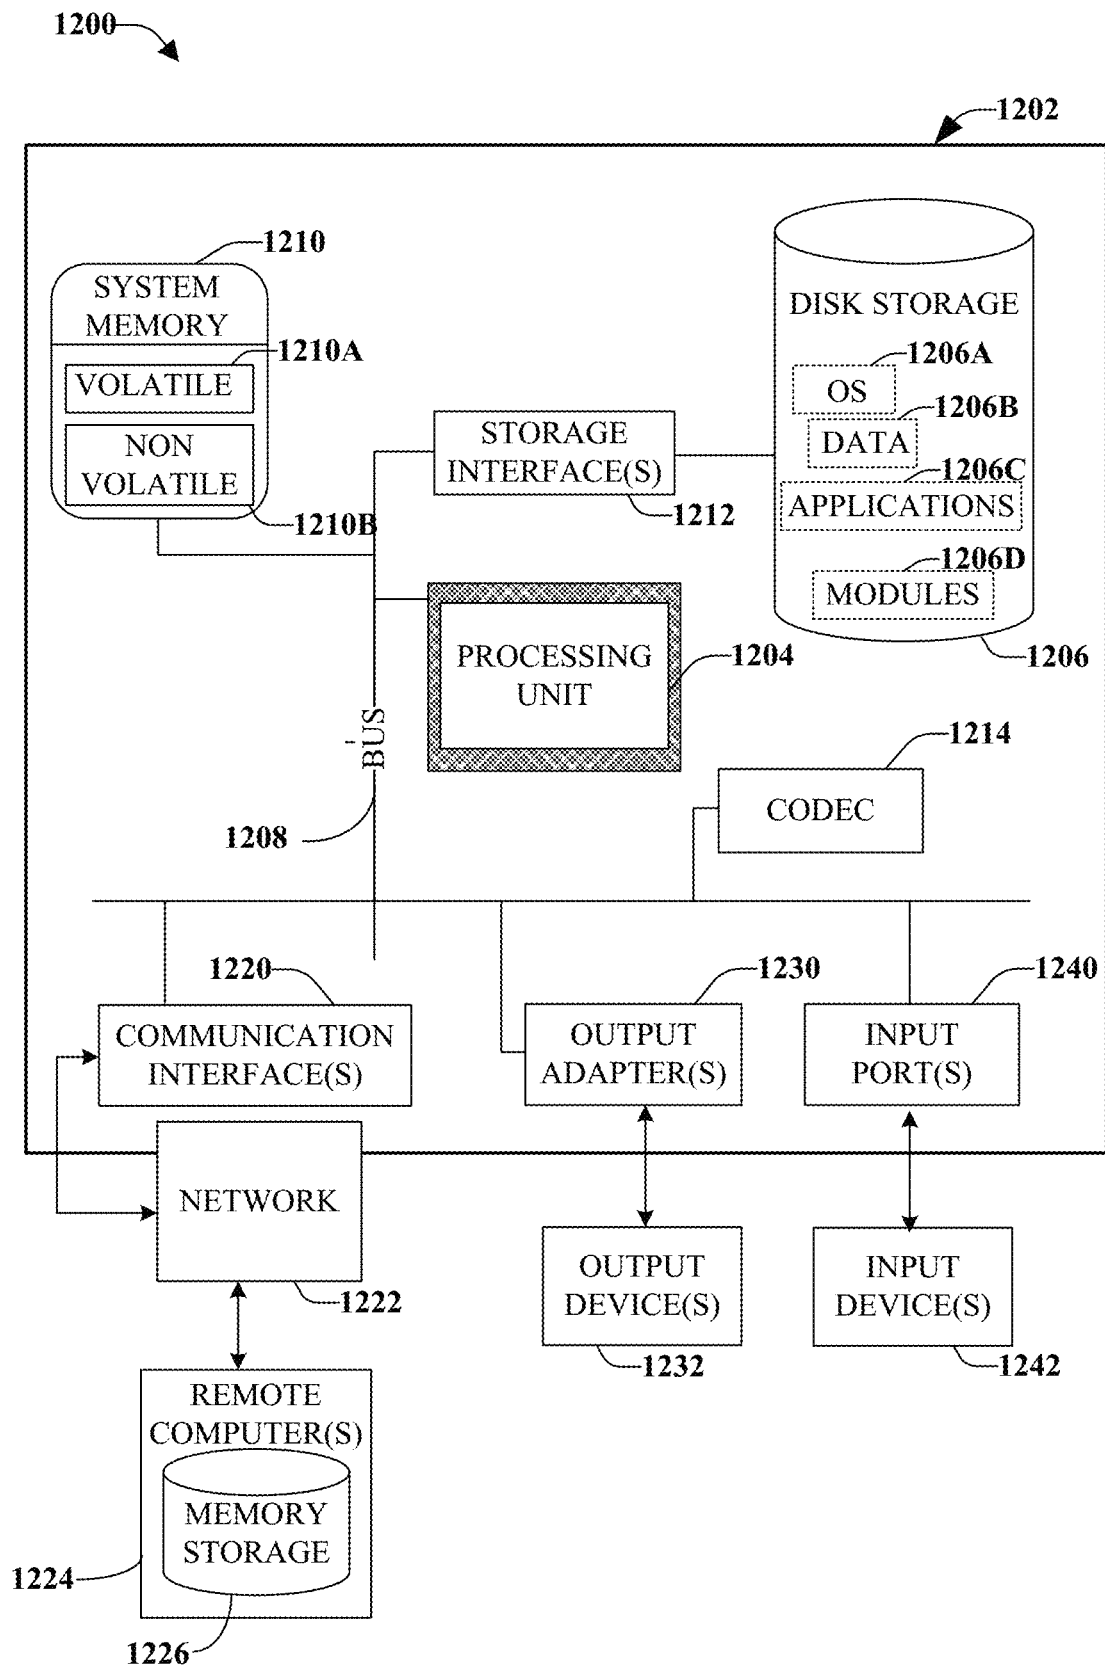 1200
1202
1210
SYSTEM
MEMORY
1210A
VOLATILE
NON
VOLATILE
1210B
DISK STORAGE
1206A
OS
1206B
DATA
1206C
APPLICATIONS
1206D
MODULES
1206
STORAGE
INTERFACE(S)
1212
PROCESSING
UNIT
1204
BUS
1208
1214
CODEC
1220
COMMUNICATION
INTERFACE(S)
1230
OUTPUT
ADAPTER(S)
1240
INPUT
PORT(S)
NETWORK
1222
OUTPUT
DEVICE(S)
1232
INPUT
DEVICE(S)
1242
REMOTE
COMPUTER(S)
MEMORY
STORAGE
1224
1226